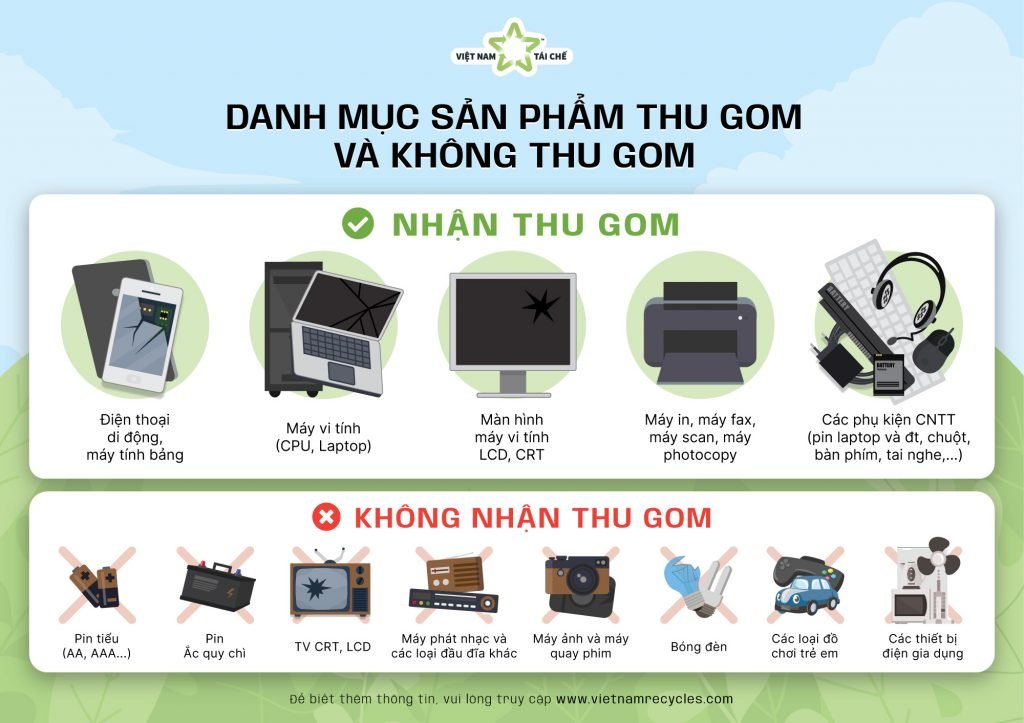 VIỆT NAM TÁI CHẾ
™
DANH MỤC SẢN PHẨM THU GOM
VÀ KHÔNG THU GOM
NHẬN THU GOM
BATTERY
BATTERY
Điện thoại
di động,
máy tính bảng
Máy vi tính
(CPU, Laptop)
Màn hình
máy vi tính
LCD, CRT
Máy in, máy fax,
máy scan, máy
photocopy
Các phụ kiện CNTT
(pin laptop và đt, chuột,
bàn phím, tai nghe,...)
KHÔNG NHẬN THU GOM
Pin tiểu
(AA, AAA...)
Pin
Ắc quy chì
TV CRT, LCD
Máy phát nhạc và
các loại đầu đĩa khác
Máy ảnh và máy
quay phim
Bóng đèn
Các loại đồ
chơi trẻ em
Các thiết bị
điện gia dụng
Để biết thêm thông tin, vui lòng truy cập www.vietnamrecycles.com